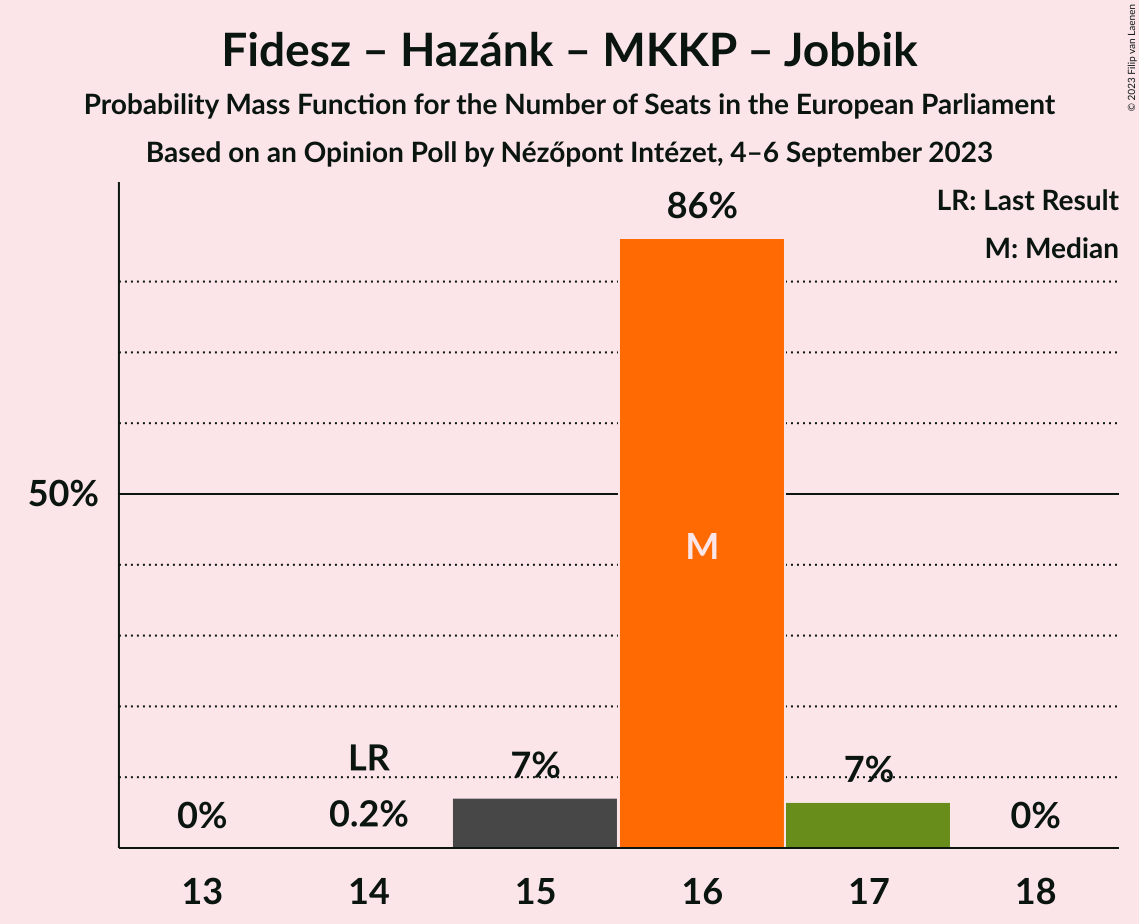 Fidesz – Hazánk – MKKP – Jobbik
Probability Mass Function for the Number of Seats in the European Parliament
Based on an Opinion Poll by Nézőpont Intézet, 4–6 September 2023
© 2023 Filip van Laenen
LR: Last Result
M: Median
86%
50%
M
LR
7%
7%
0%
0.2%
0%
13
14
15
16
17
18